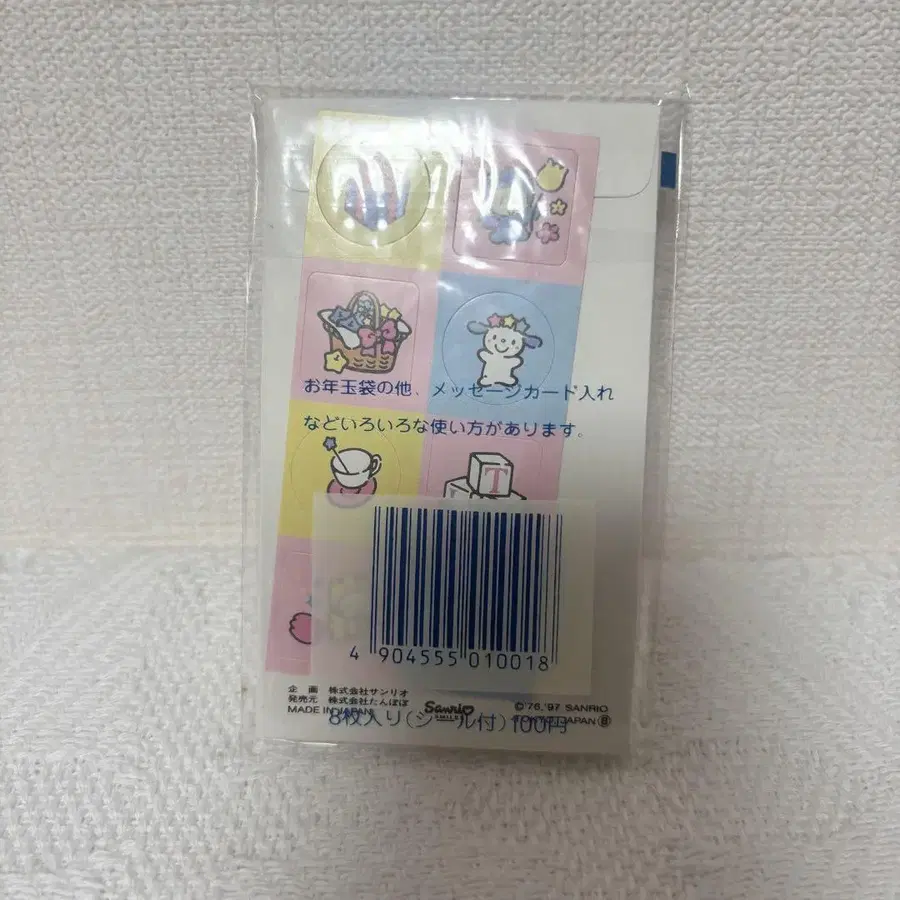 お年玉袋の他、メッセージカード入れ
などいろいろな使い方があります。
T
4 904555 010018
企 画 株式会社サンリオ
発売元 株式会社たんぽぽ
MADE IN JAPAN
Sanrio
SMILES
©'76,'97 SANRIO
TOKYO, JAPAN Ⓑ
8枚入り(シール付)100円